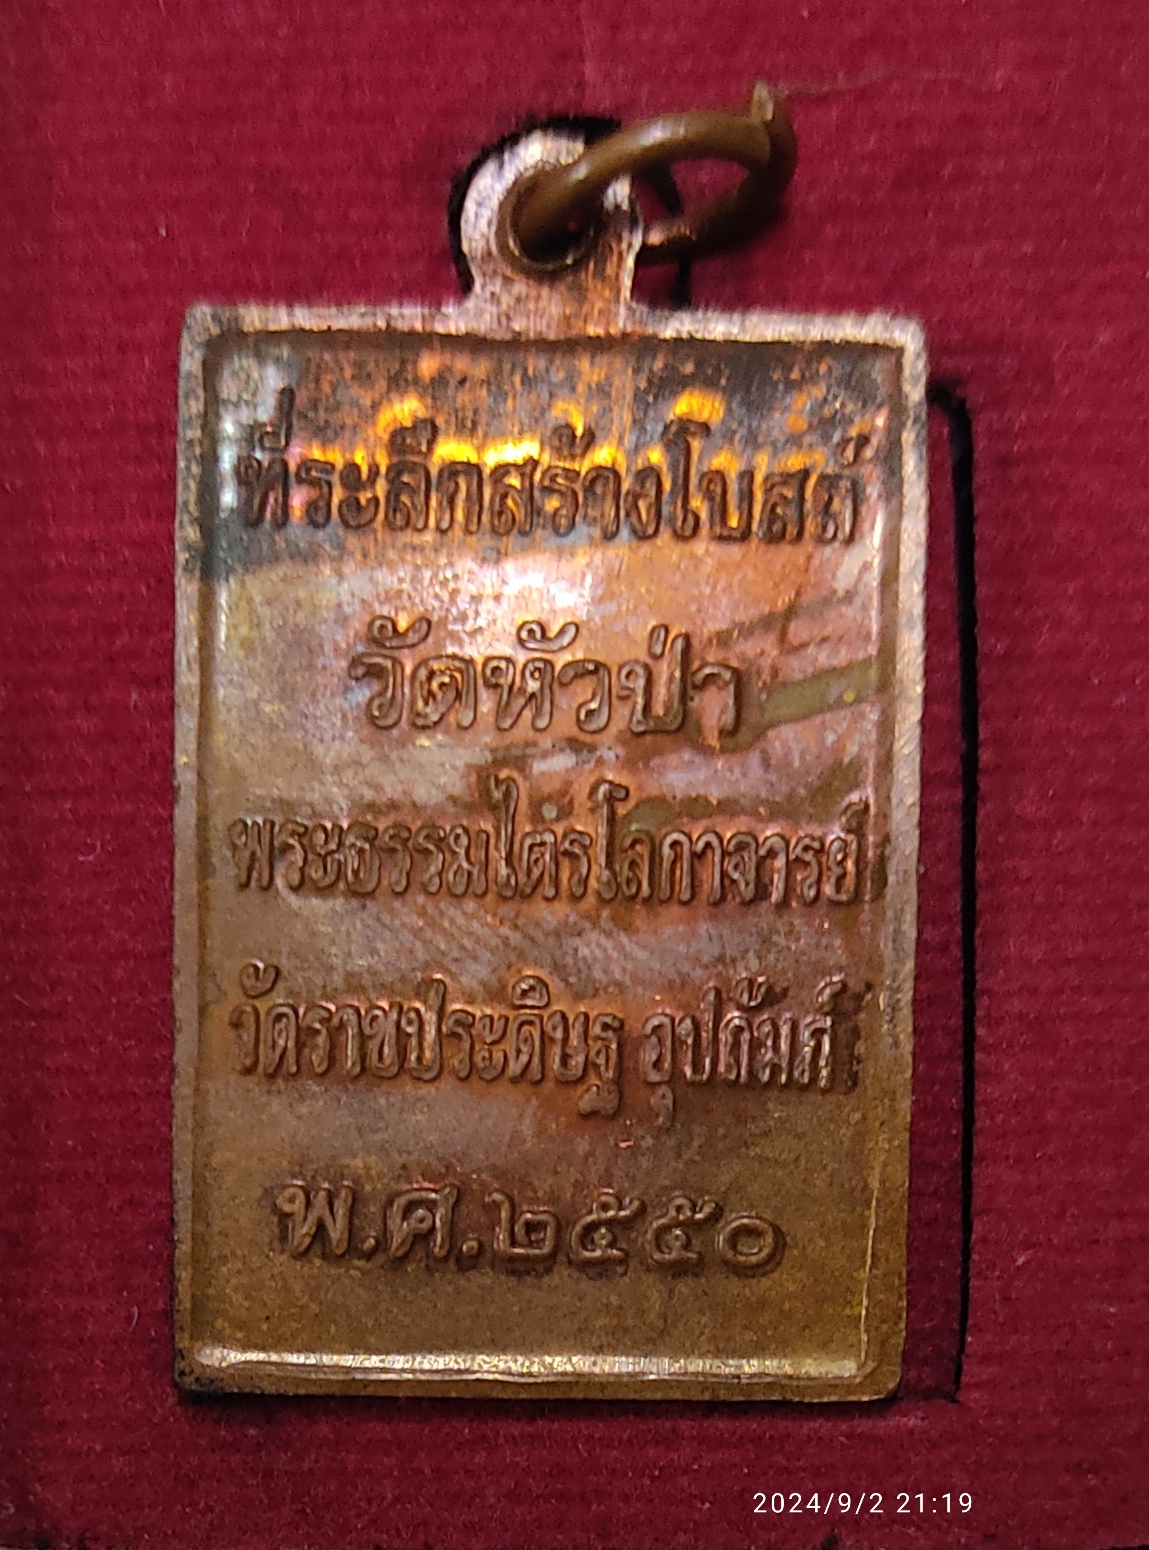 ที่ระลึกสร้างโบสถ์
วัดหัวป่า
พระธรรมไตรโลกาจารย์
วัดราชประดิษฐ อุปถัมภ์
พ.ศ.๒๕๕๐
2024/9/2 21:19